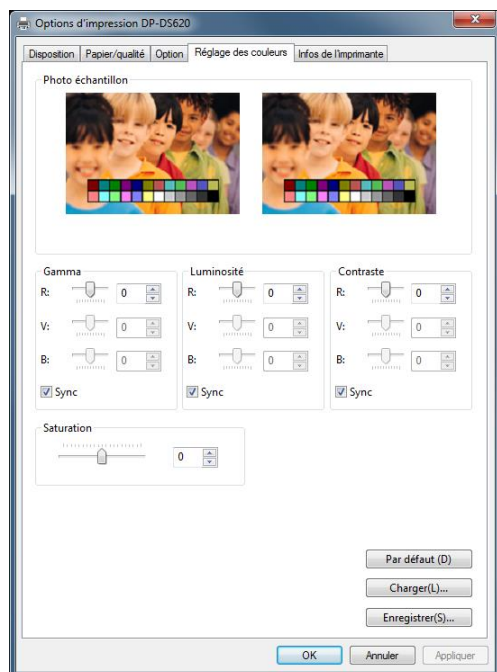 Options d'impression DP-DS620
Disposition Papier/qualité Option Réglage des couleurs Infos de l'imprimante
Photo échantillon
Gamma Luminosité Contraste
R: 0 R: 0 R: 0
V: 0 V: 0 V: 0
B: 0 B: 0 B: 0
Sync Sync Sync
Saturation
0
Par défaut (D)
Charger(L)...
Enregistrer(S)...
OK Annuler Appliquer